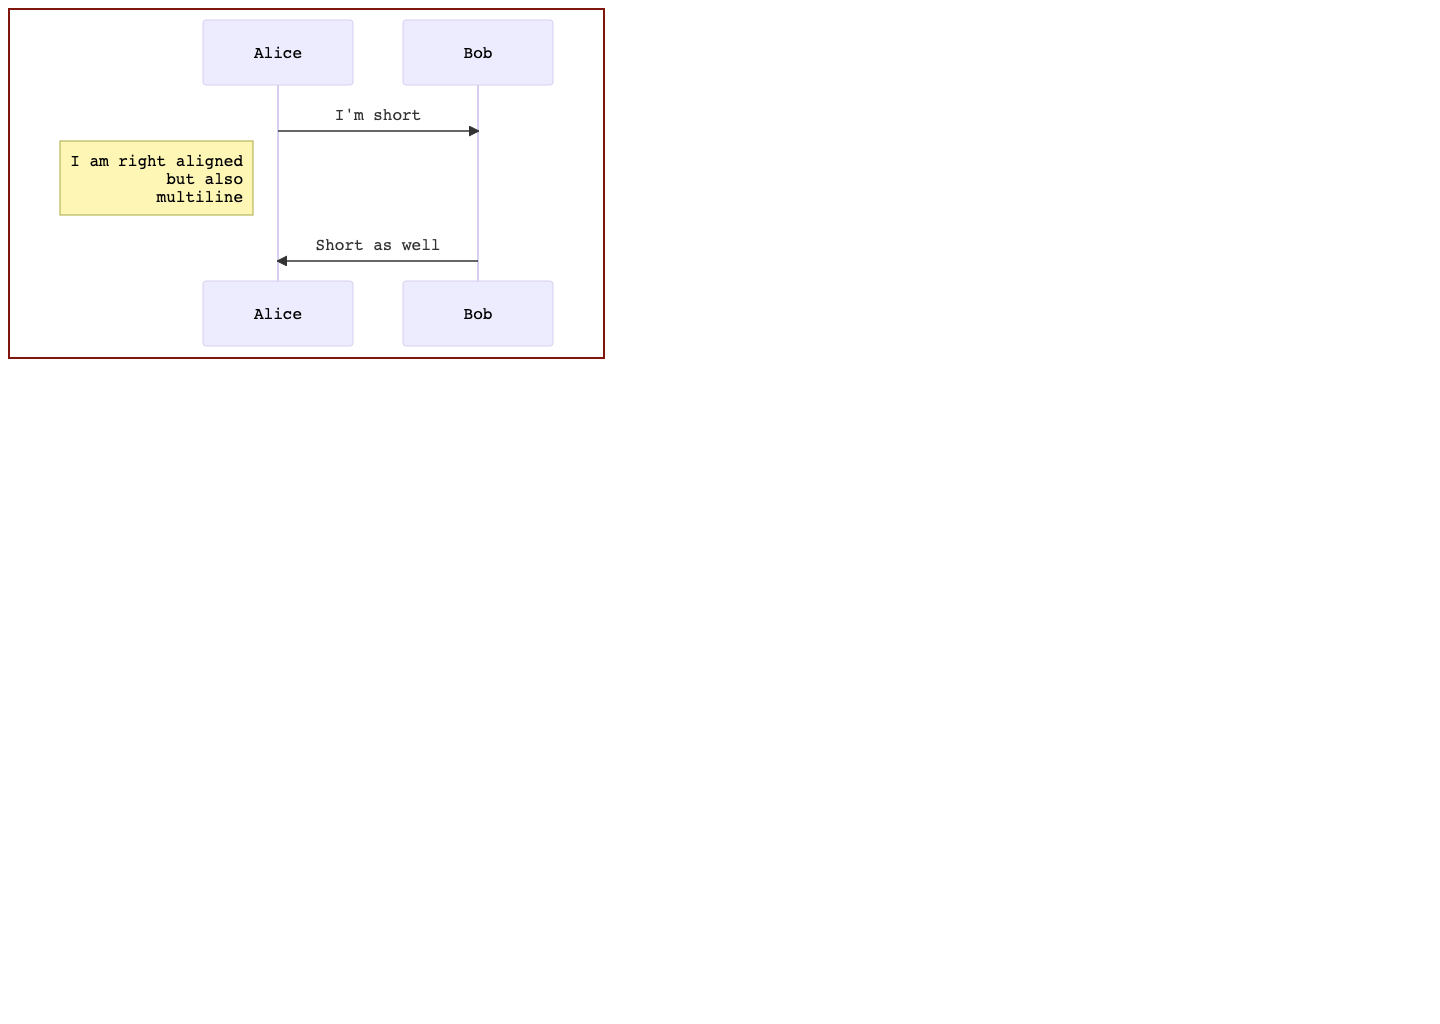 Alice
Bob
I'm short
I am right aligned
but also
multiline
Short as well
Alice
Bob